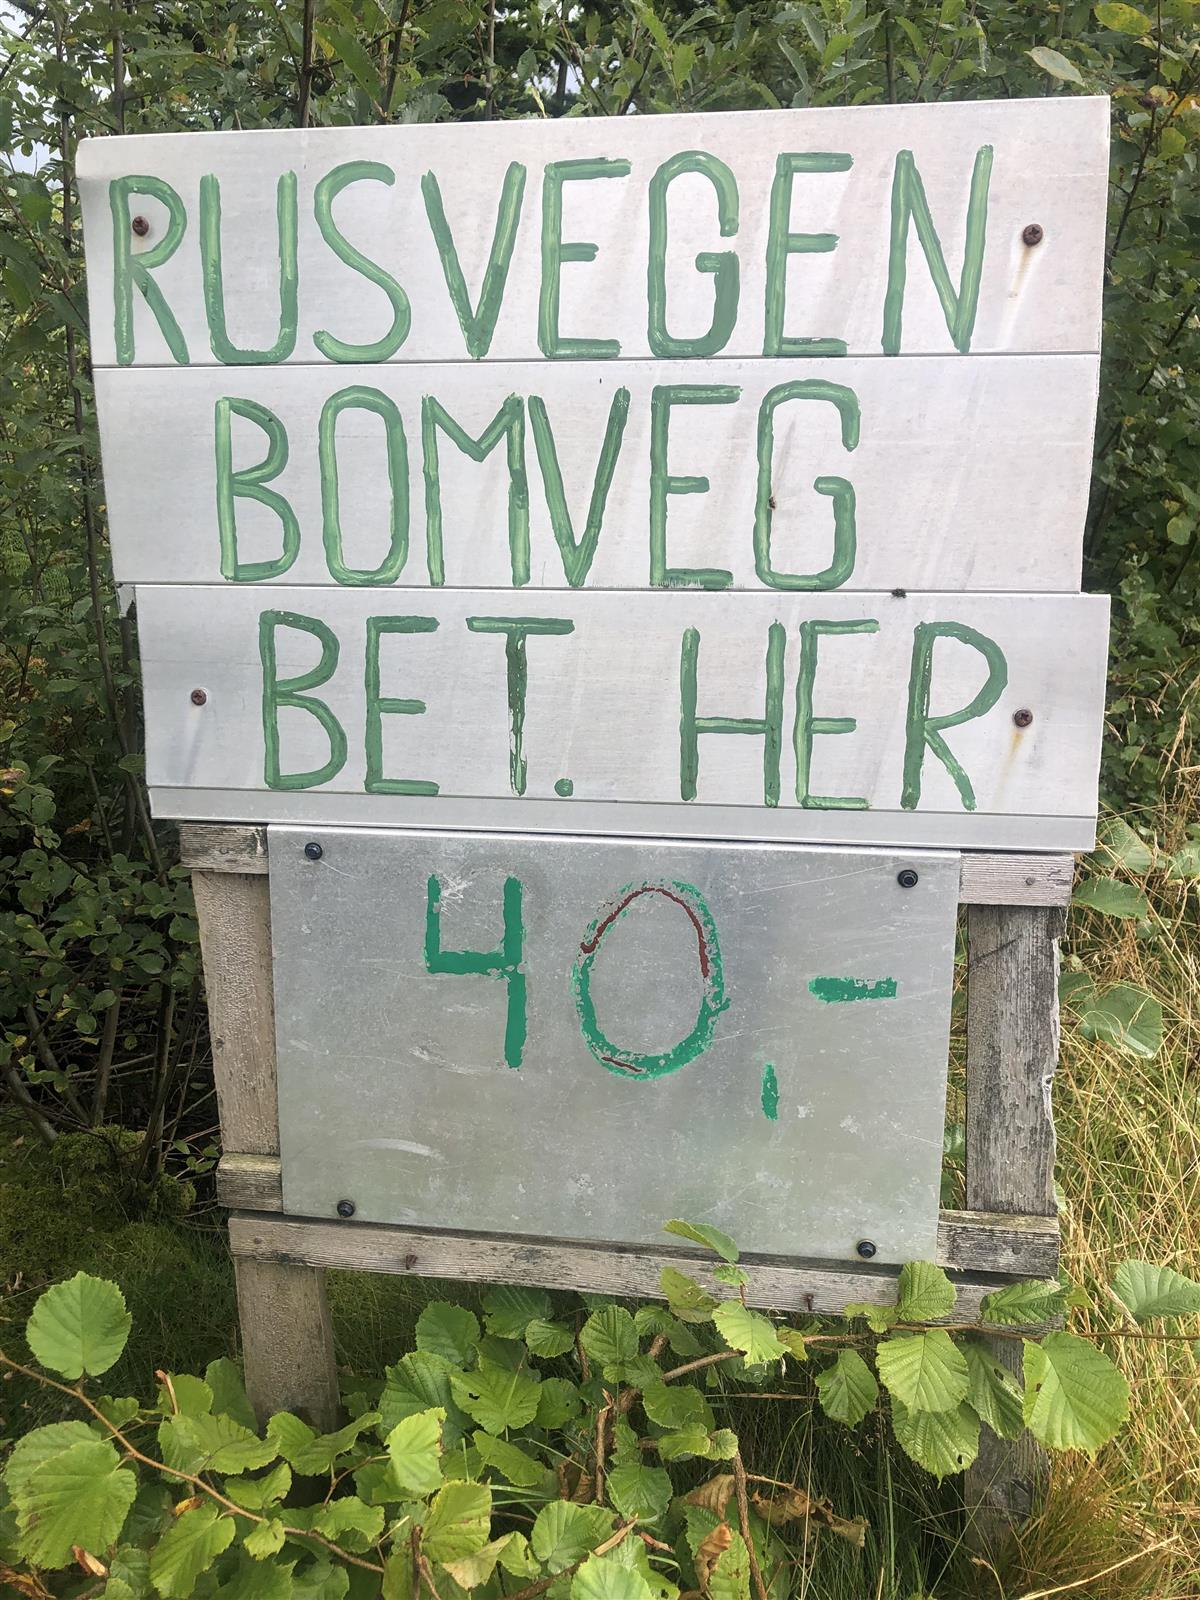 RUSVEGEN
BOMVEG
BET. HER
40,-